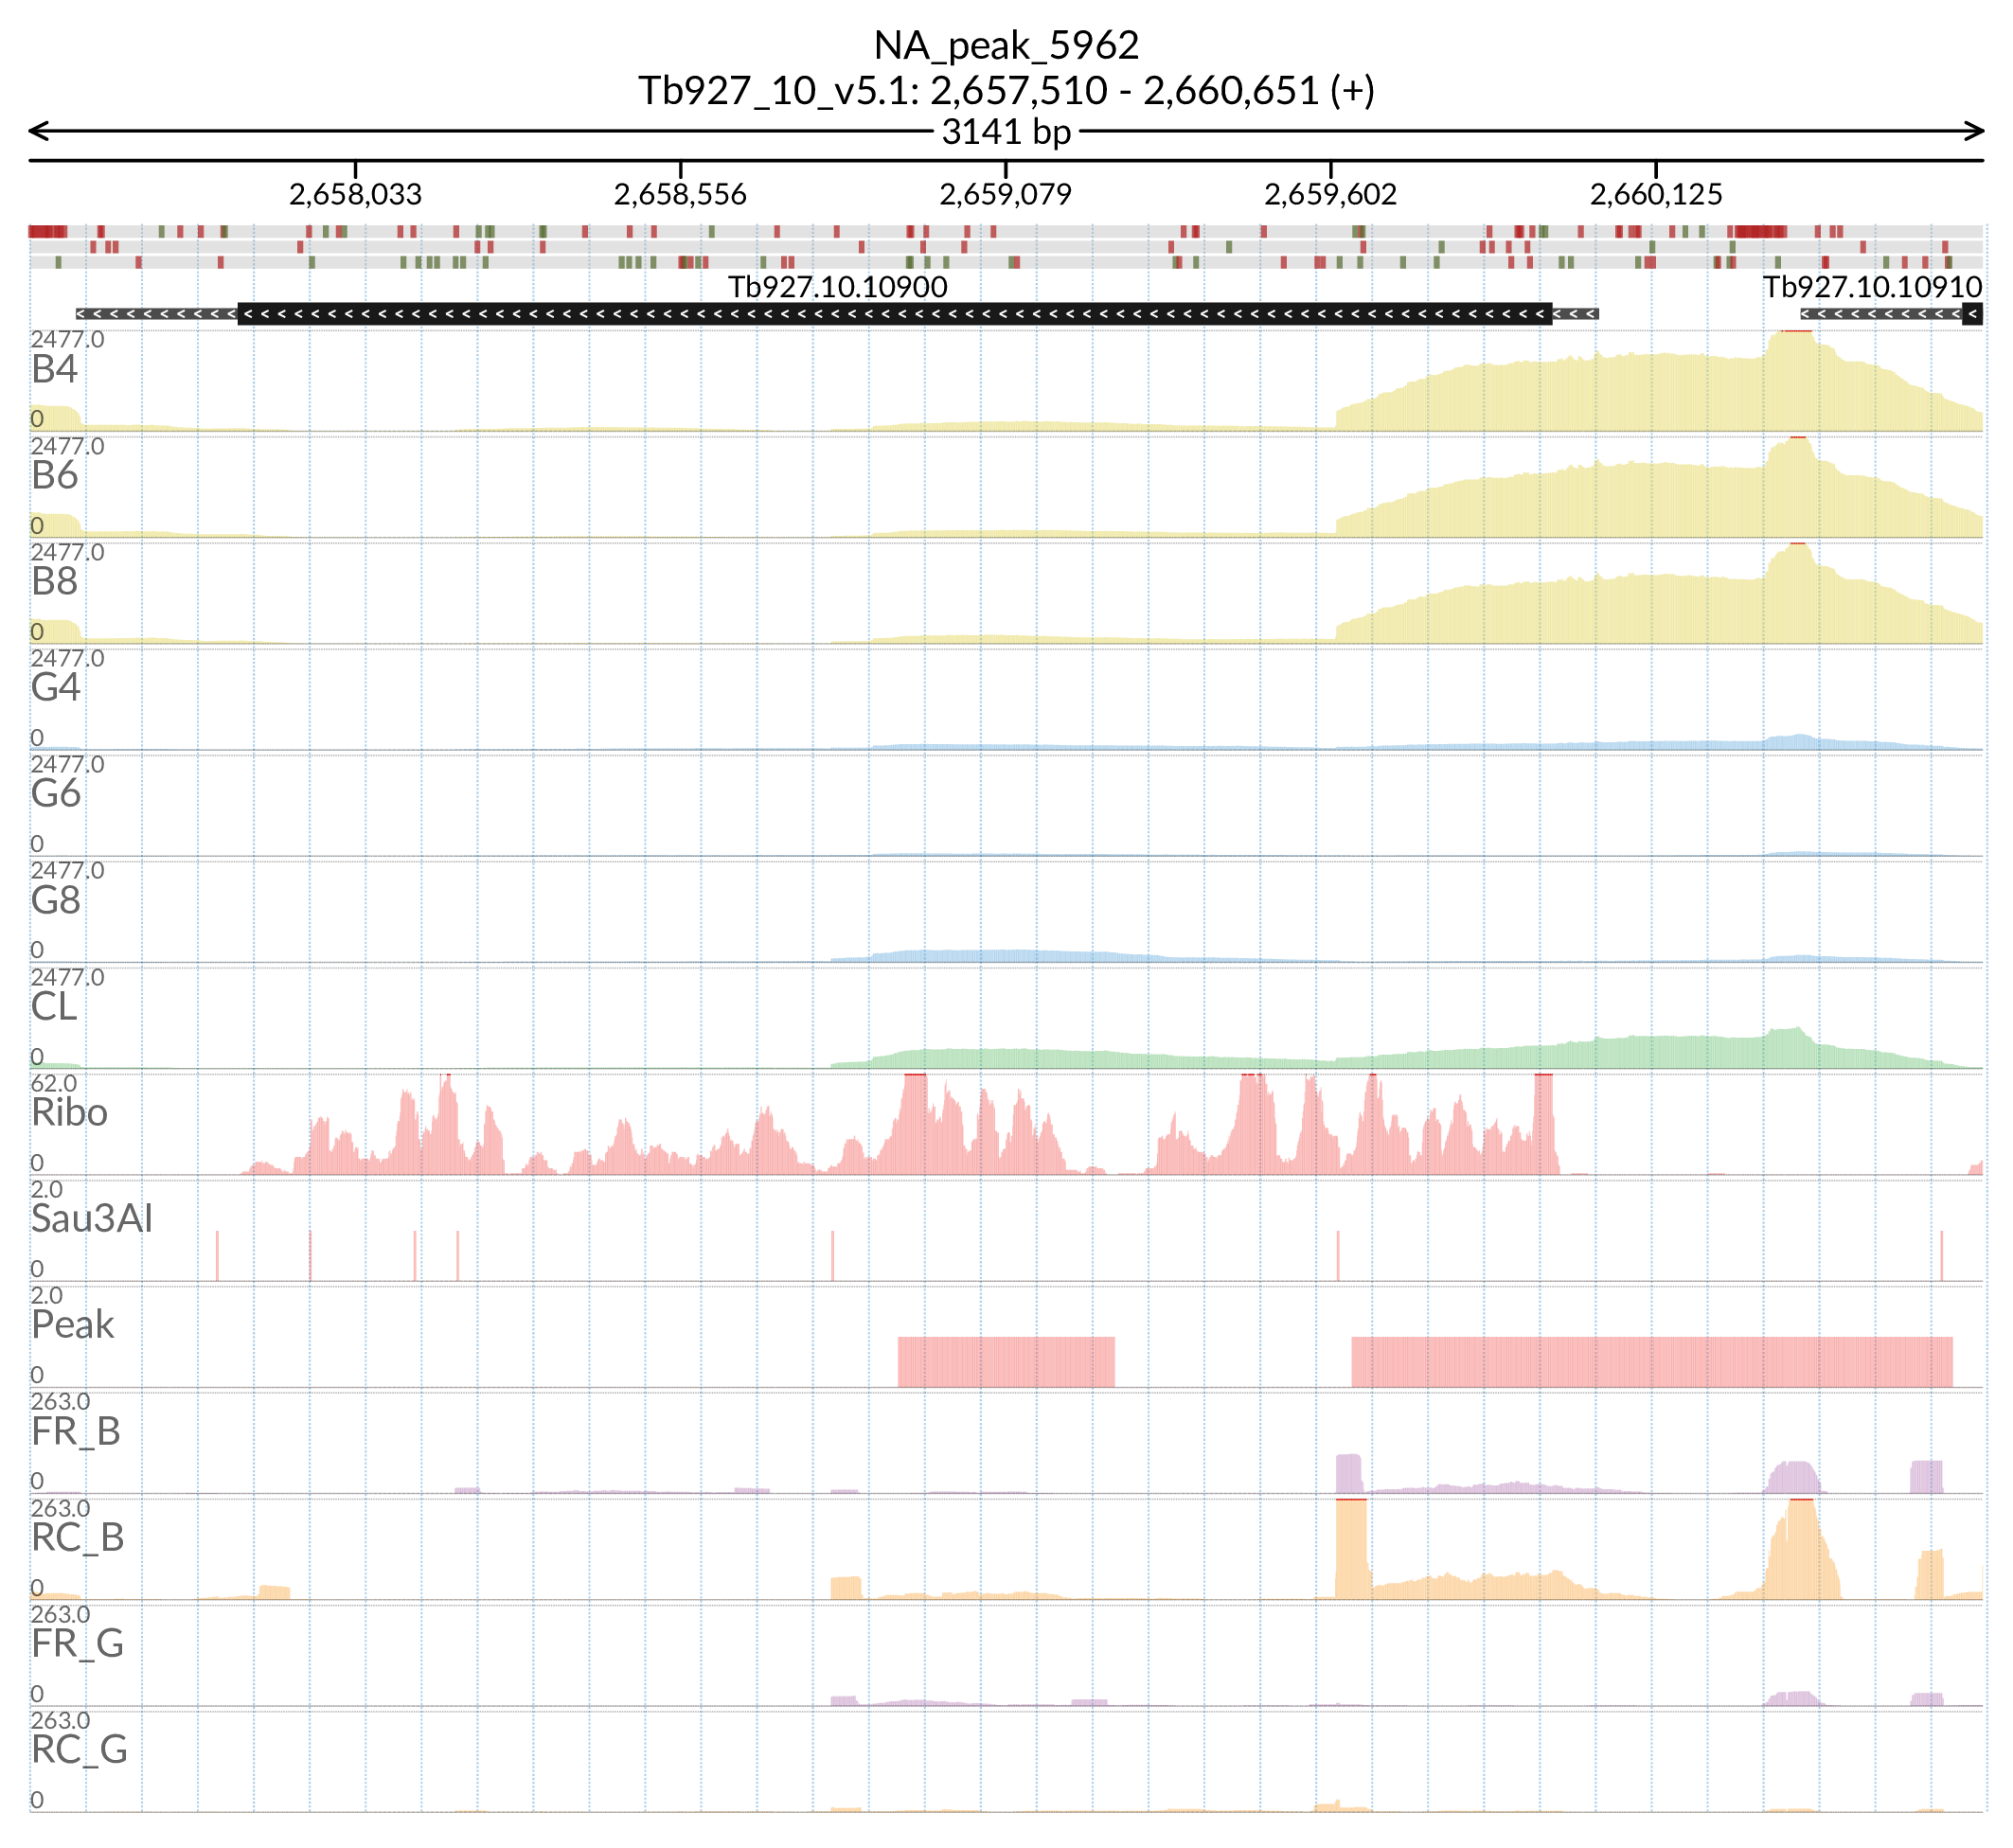 NA_peak_5962
Tb927_10_v5.1: 2,657,510 - 2,660,651 (+)
3141 bp
2,658,033 2,658,556 2,659,079 2,659,602 2,660,125
Tb927.10.10900 Tb927.10.10910
2477.0
B4
0
2477.0
B6
0
2477.0
B8
0
2477.0
G4
0
2477.0
G6
0
2477.0
G8
0
2477.0
CL
0
62.0
Ribo
0
2.0
Sau3AI
0
2.0
Peak
0
263.0
FR_B
0
263.0
RC_B
0
263.0
FR_G
0
263.0
RC_G
0